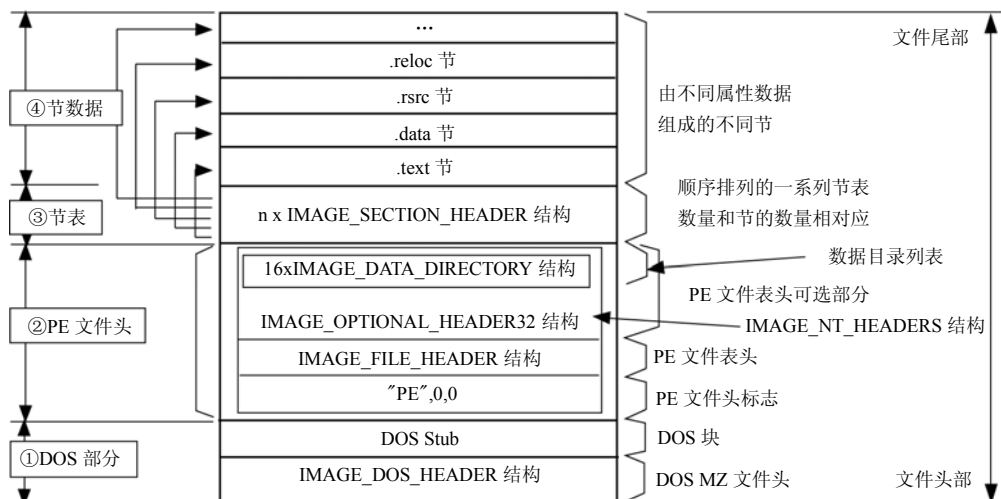 ...
文件尾部
.reloc 节
.rsrc 节
由不同属性数据
④节数据
组成的不同节
.data 节
.text 节
顺序排列的一系列节表
③节表
n x IMAGE_SECTION_HEADER 结构
数量和节的数量相对应
数据目录列表
16xIMAGE_DATA_DIRECTORY 结构
PE 文件表头可选部分
②PE 文件头
IMAGE_OPTIONAL_HEADER32 结构
IMAGE_NT_HEADERS 结构
IMAGE_FILE_HEADER 结构
PE 文件表头
"PE",0,0
PE 文件头标志
DOS Stub
DOS 块
①DOS 部分
IMAGE_DOS_HEADER 结构
DOS MZ 文件头
文件头部